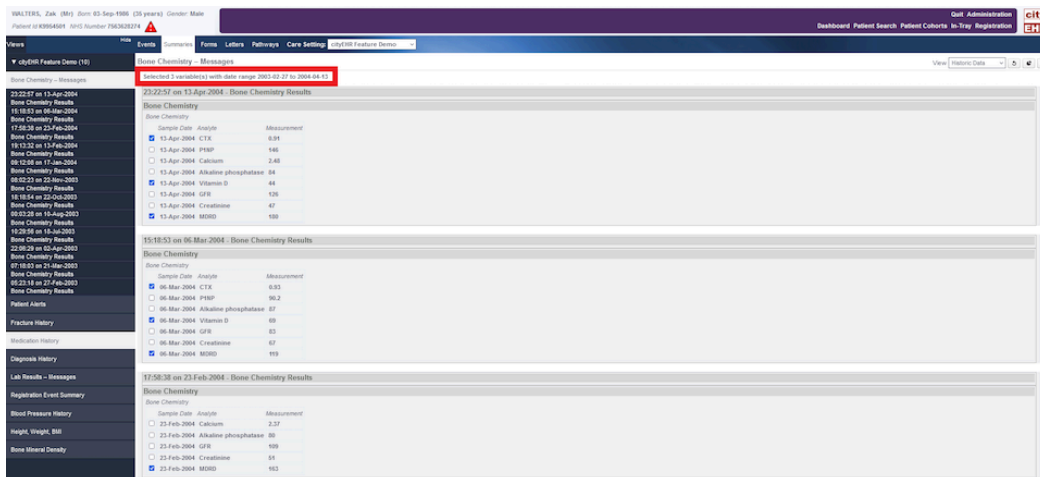 WALTERS, Zak (Mr) Born 03-Sep-1986 (35 years) Gender Male
Patient Id K9954501 NHS Number 7563628274
Quit Administration
Dashboard Patient Search Patient Cohorts In-Tray Registration
city
EH
Views
Hide
Events Summaries Forms Letters Pathways Care Setting: cityEHR Feature Demo
▼ cityEHR Feature Demo (10)
Bone Chemistry – Messages
23:22:57 on 13-Apr-2004
Bone Chemistry Results
15:18:53 on 06-Mar-2004
Bone Chemistry Results
17:58:38 on 23-Feb-2004
Bone Chemistry Results
19:13:32 on 13-Feb-2004
Bone Chemistry Results
09:12:08 on 17-Jan-2004
Bone Chemistry Results
08:02:23 on 22-Nov-2003
Bone Chemistry Results
18:18:54 on 22-Oct-2003
Bone Chemistry Results
00:03:28 on 16-Aug-2003
Bone Chemistry Results
10:29:56 on 18-Jul-2003
Bone Chemistry Results
22:08:29 on 02-Apr-2003
Bone Chemistry Results
07:18:03 on 21-Mar-2003
Bone Chemistry Results
05:23:18 on 27-Feb-2003
Bone Chemistry Results
Patient Alerts
Fracture History
Medication History
Diagnosis History
Lab Results – Messages
Registration Event Summary
Blood Pressure History
Height, Weight, BMI
Bone Mineral Density
Bone Chemistry – Messages
View Historic Data
Selected 3 variable(s) with date range 2003-02-27 to 2004-04-13
23:22:57 on 13-Apr-2004 - Bone Chemistry Results
Bone Chemistry
Bone Chemistry
Sample Date Analyte Measurement
13-Apr-2004 CTX 0.91
13-Apr-2004 P1NP 146
13-Apr-2004 Calcium 2.48
13-Apr-2004 Alkaline phosphatase 84
13-Apr-2004 Vitamin D 44
13-Apr-2004 GFR 126
13-Apr-2004 Creatinine 47
13-Apr-2004 MDRD 180
15:18:53 on 06-Mar-2004 - Bone Chemistry Results
Bone Chemistry
Bone Chemistry
Sample Date Analyte Measurement
06-Mar-2004 CTX 0.93
06-Mar-2004 P1NP 90.2
06-Mar-2004 Alkaline phosphatase 87
06-Mar-2004 Vitamin D 69
06-Mar-2004 GFR 83
06-Mar-2004 Creatinine 67
06-Mar-2004 MDRD 119
17:58:38 on 23-Feb-2004 - Bone Chemistry Results
Bone Chemistry
Bone Chemistry
Sample Date Analyte Measurement
23-Feb-2004 Calcium 2.37
23-Feb-2004 Alkaline phosphatase 80
23-Feb-2004 GFR 109
23-Feb-2004 Creatinine 51
23-Feb-2004 MDRD 163